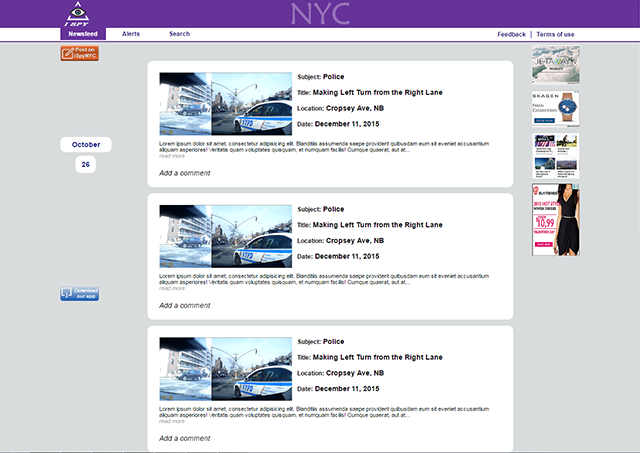 NYC
I SPY
Newsfeed
Alerts
Search
Feedback | Terms of use
Post on
iSpyNYC
October
26
Download
our app
Subject: Police
Title: Making Left Turn from the Right Lane
Location: Cropsey Ave, NB
Date: December 11, 2015
Lorem ipsum dolor sit amet, consectetur adipisicing elit. Blanditiis assumenda saepe provident quibusdam eum sit eveniet accusantium
aliquam asperiores! Veritatis quam voluptates quisquam, et numquam facilis! Cumque quaerat, aut at...
read more
Add a comment
Subject: Police
Title: Making Left Turn from the Right Lane
Location: Cropsey Ave, NB
Date: December 11, 2015
Lorem ipsum dolor sit amet, consectetur adipisicing elit. Blanditiis assumenda saepe provident quibusdam eum sit eveniet accusantium
aliquam asperiores! Veritatis quam voluptates quisquam, et numquam facilis! Cumque quaerat, aut at...
read more
Add a comment
Subject: Police
Title: Making Left Turn from the Right Lane
Location: Cropsey Ave, NB
Date: December 11, 2015
Lorem ipsum dolor sit amet, consectetur adipisicing elit. Blanditiis assumenda saepe provident quibusdam eum sit eveniet accusantium
aliquam asperiores! Veritatis quam voluptates quisquam, et numquam facilis! Cumque quaerat, aut at...
read more
Add a comment
SKAGEN
New
Collection
2015 HOT STYLE
WOMEN DRESSES
10,99